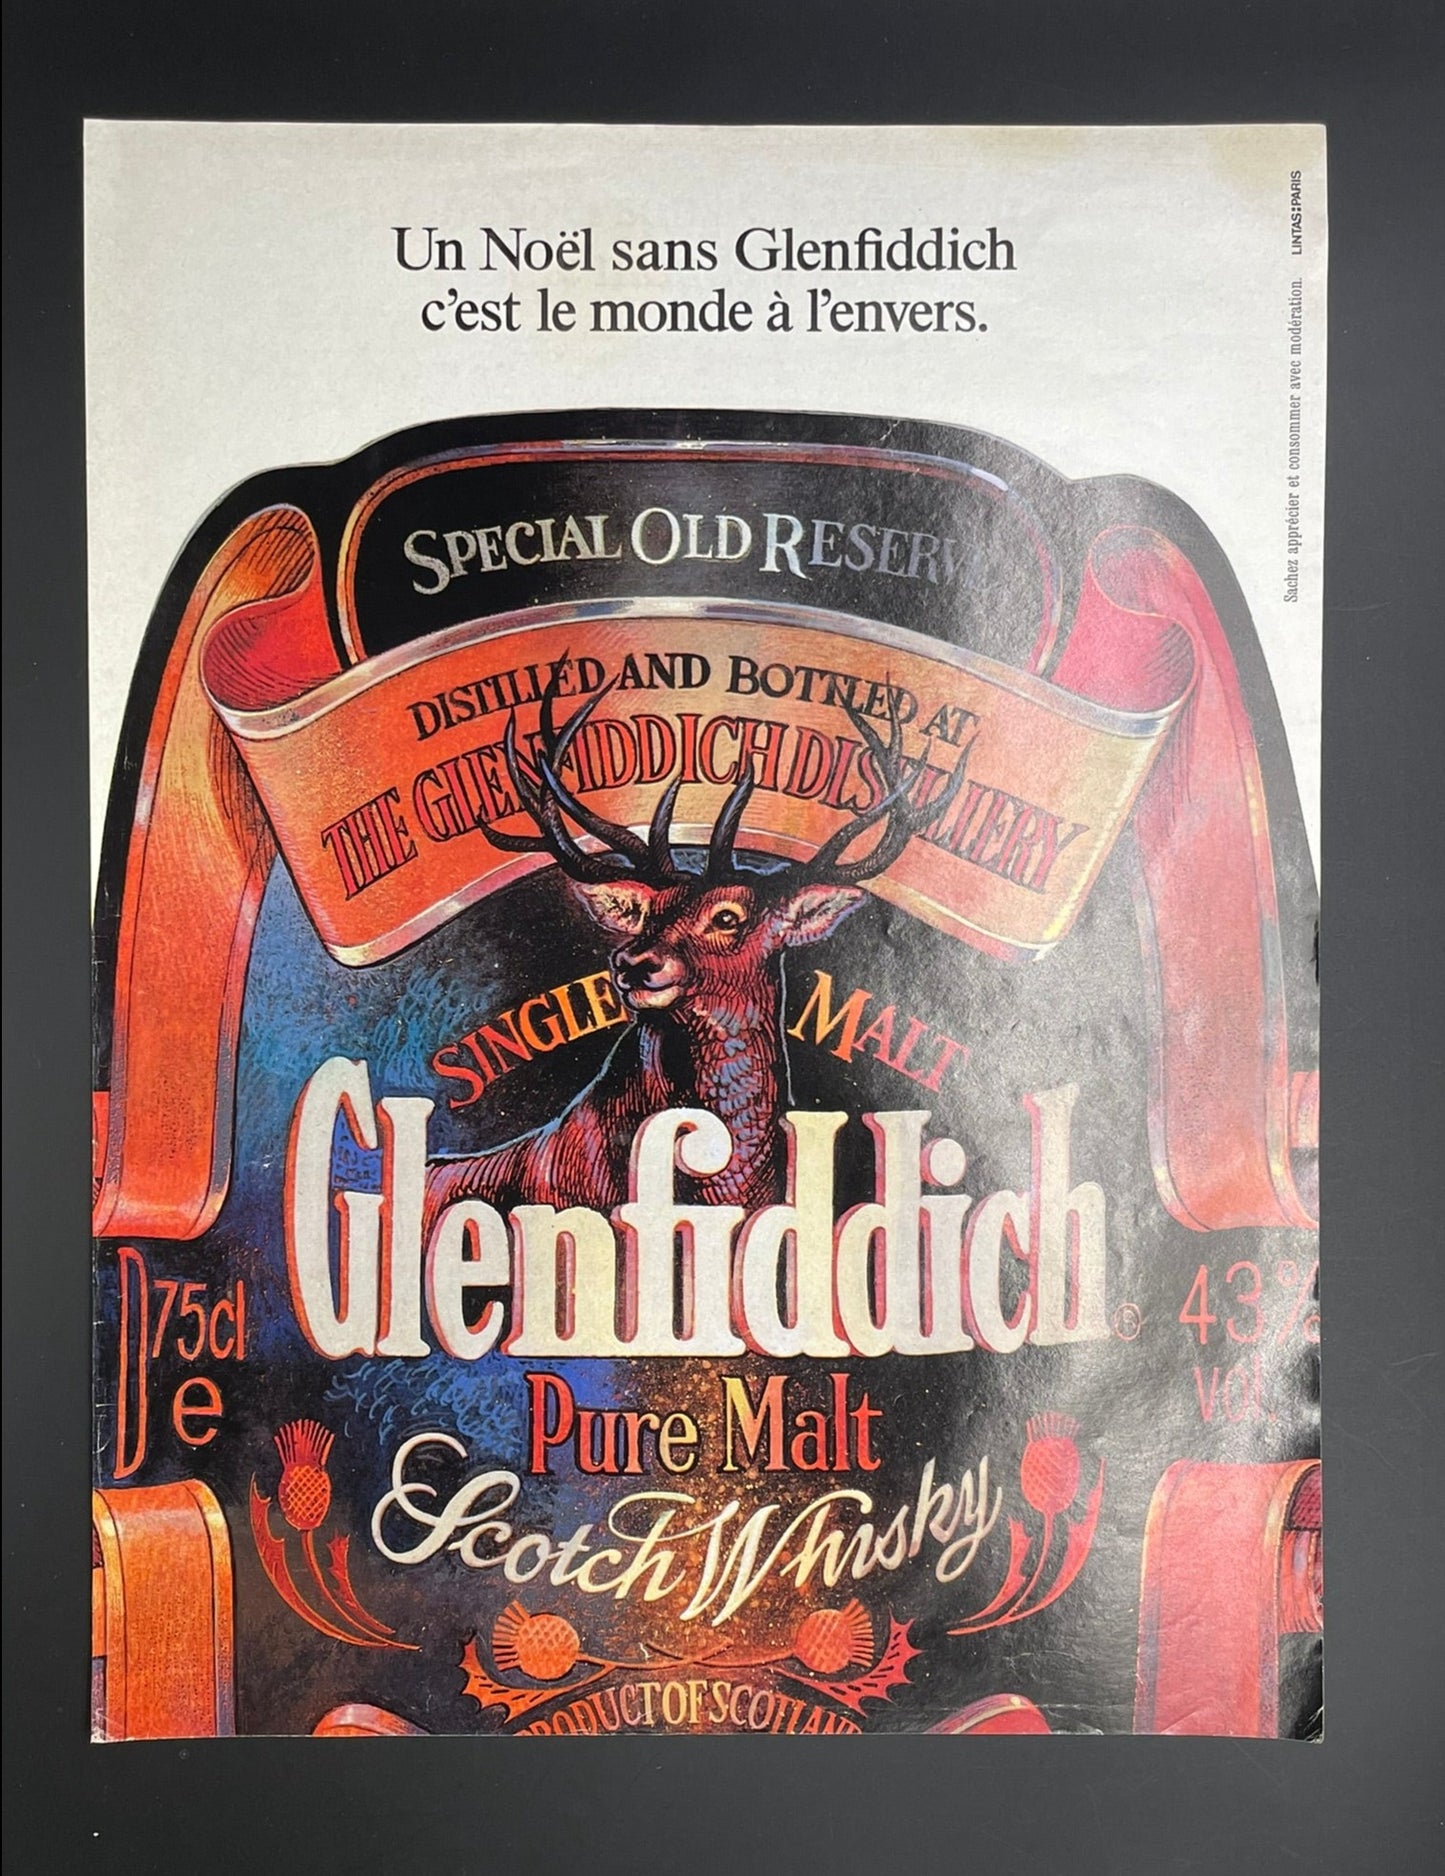 Un Noël sans Glenfiddich
c'est le monde à l'envers.
LINTAS:PARIS
Sachez apprécier et consommer avec modération.
SPECIAL OLD RESERVE
DISTILLED AND BOTTLED AT
THE GLENFIDDICH DISTILLERY
SINGLE MALT
Glenfiddich ®
75cl
e
43%
vol.
Pure Malt
Scotch Whisky
PRODUCT OF SCOTLAND